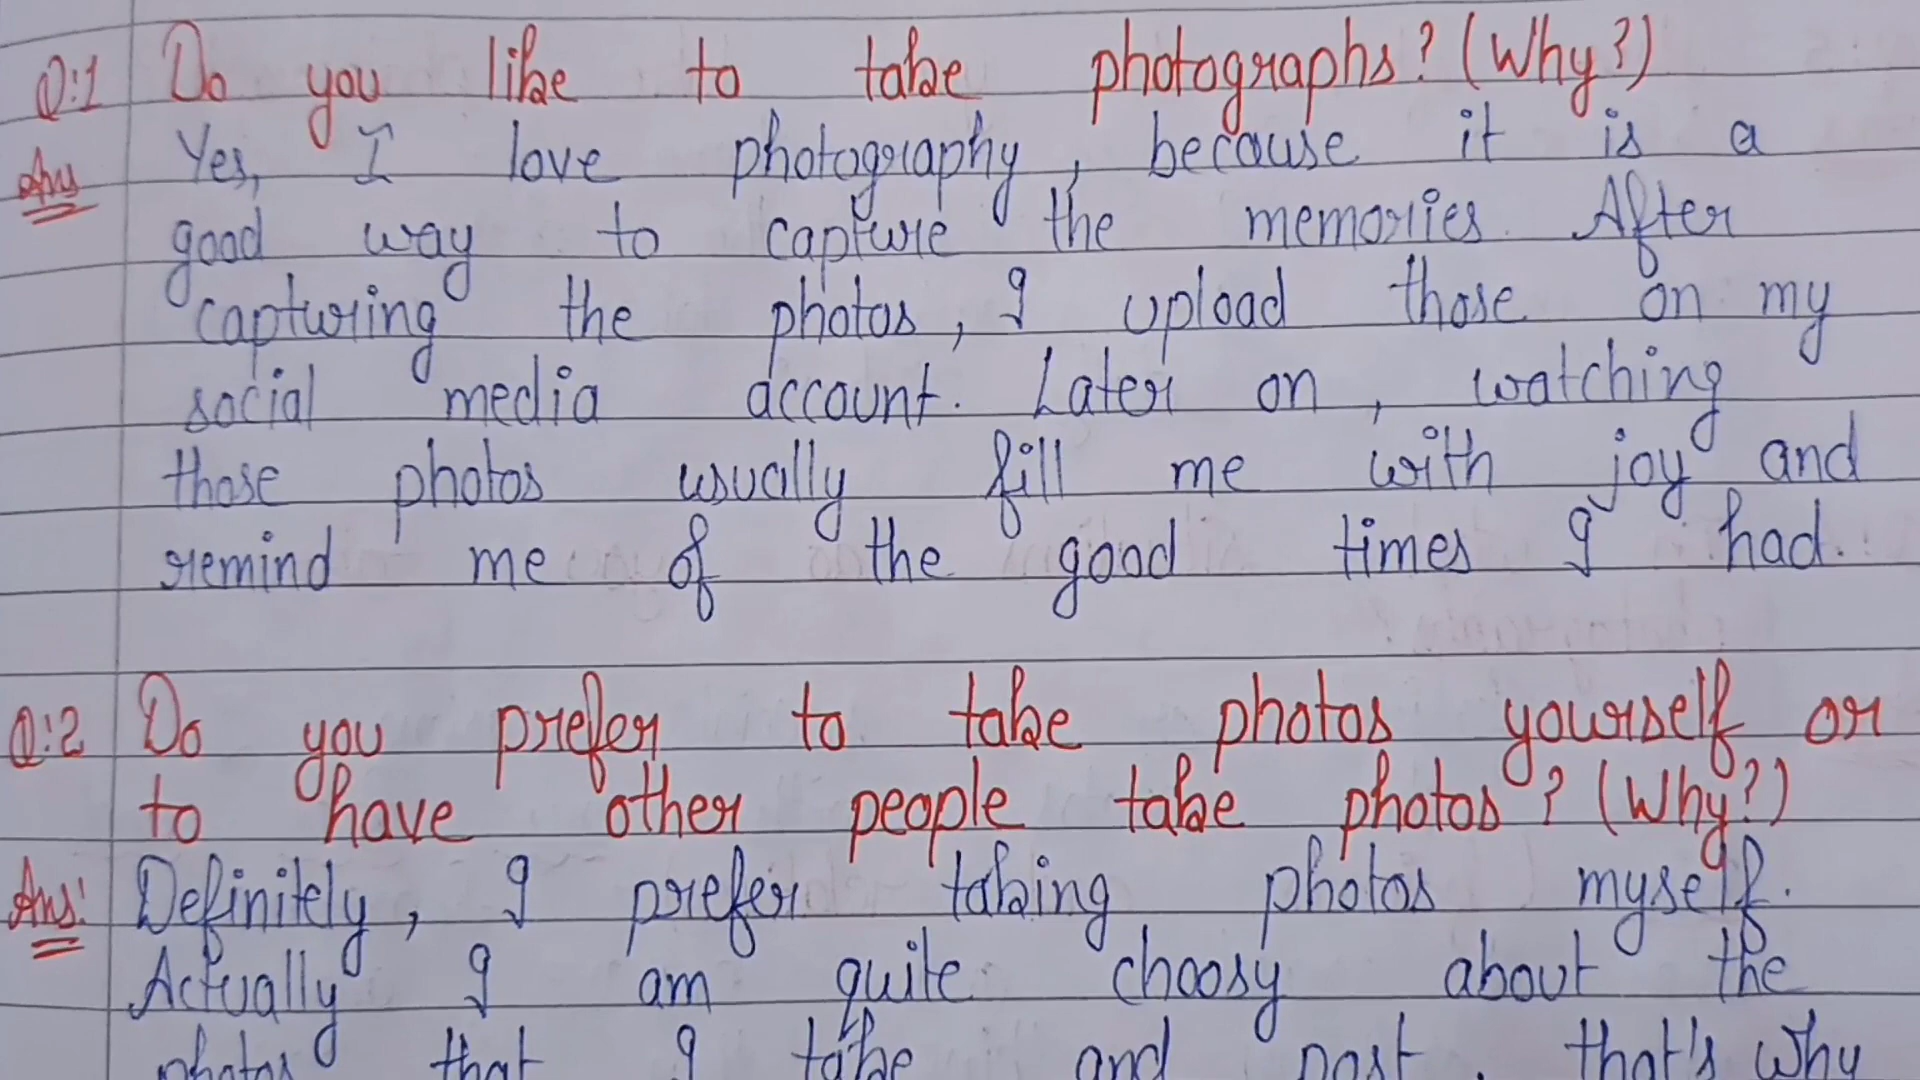 Q:1 Do you like to take photographs? (Why?)
Ans Yes, I love photography, because it is a
good way to capture the memories. After
capturing the photos, I upload those on my
social media account. Later on, watching
those photos usually fill me with joy and
remind me of the good times I had.
Q:2 Do you prefer to take photos yourself or
to have other people take photos? (Why?)
Ans: Definitely, I prefer taking photos myself.
Actually I am quite choosy about the
photos that I take and post, that's why